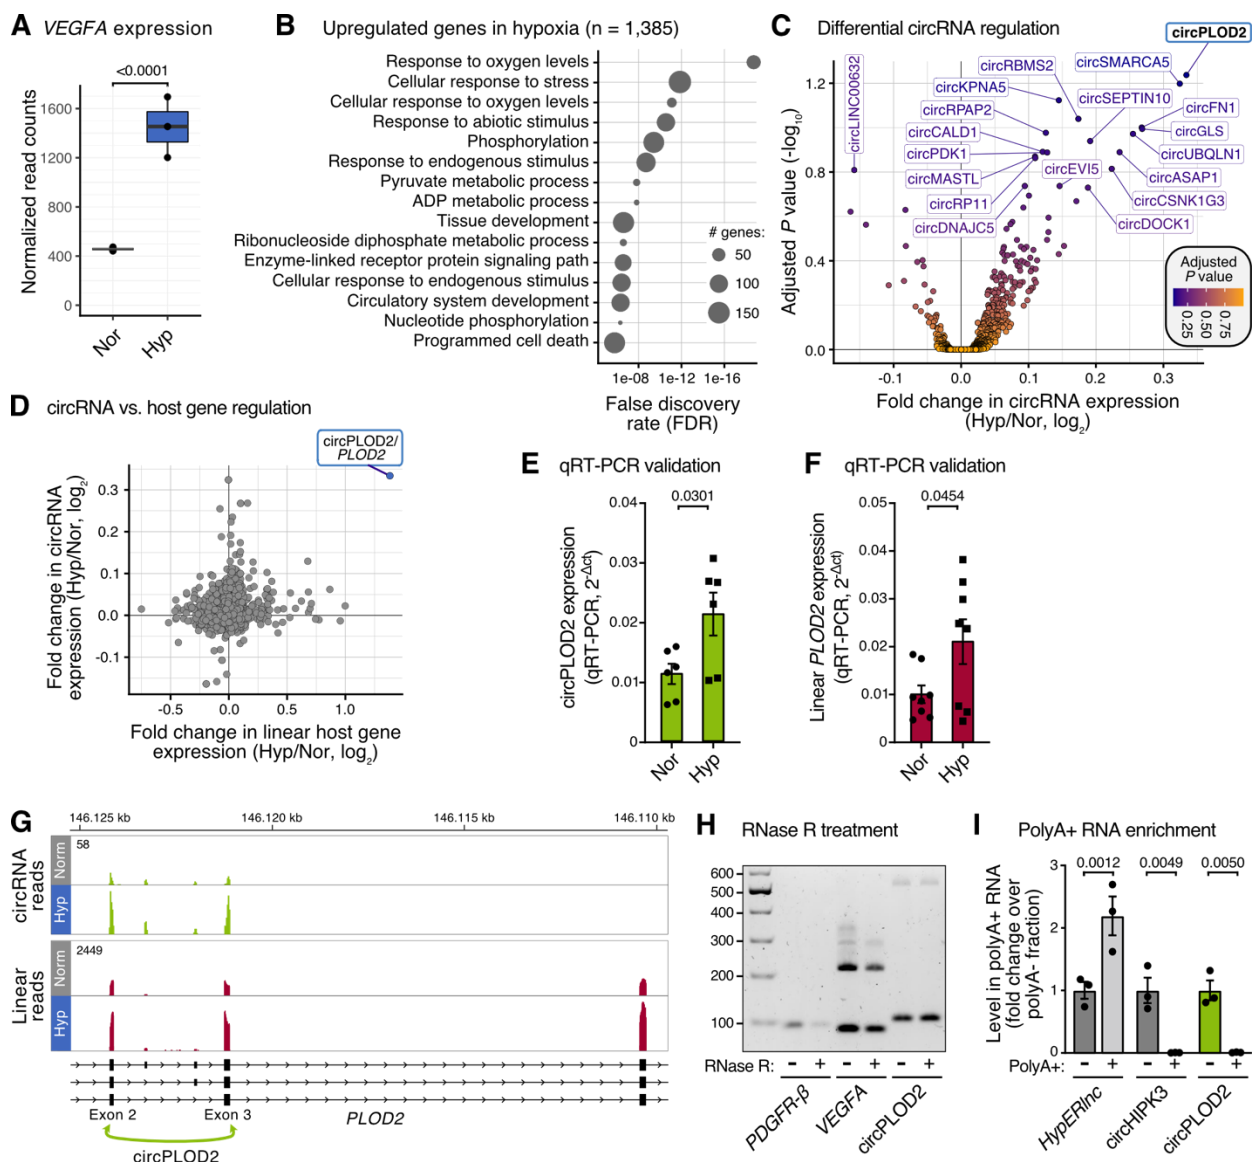 A VEGFA expression
<0.0001
Normalized read counts
1600
1200
800
400
0
Nor
Hyp
B Upregulated genes in hypoxia (n = 1,385)
Response to oxygen levels
Cellular response to stress
Cellular response to oxygen levels
Response to abiotic stimulus
Phosphorylation
Response to endogenous stimulus
Pyruvate metabolic process
ADP metabolic process
Tissue development
Ribonucleoside diphosphate metabolic process
Enzyme-linked receptor protein signaling path
Cellular response to endogenous stimulus
Circulatory system development
Nucleotide phosphorylation
Programmed cell death
# genes:
50
100
150
1e-08 1e-12 1e-16
False discovery
rate (FDR)
C Differential circRNA regulation
circPLOD2
circSMARCA5
circRBMS2
circKPNA5
circSEPTIN10
circLINC00632
circRPAP2
circFN1
circCALD1
circGLS
circPDK1
circUBQLN1
circMASTL
circEVI5
circASAP1
circRP11
circCSNK1G3
circDNAJC5
circDOCK1
Adjusted P value (-log10)
1.2
0.8
0.4
0.0
-0.1 0.0 0.1 0.2 0.3
Fold change in circRNA expression
(Hyp/Nor, log2)
Adjusted
P value
0.25
0.50
0.75
D circRNA vs. host gene regulation
circPLOD2/
PLOD2
Fold change in circRNA
expression (Hyp/Nor, log2)
0.3
0.2
0.1
0.0
-0.1
-0.5 0.0 0.5 1.0
Fold change in linear host gene
expression (Hyp/Nor, log2)
E qRT-PCR validation
0.0301
circPLOD2 expression
(qRT-PCR, 2-Δct)
0.04
0.03
0.02
0.01
0
Nor
Hyp
F qRT-PCR validation
0.0454
Linear PLOD2 expression
(qRT-PCR, 2-Δct)
0.05
0.04
0.03
0.02
0.01
0
Nor
Hyp
G
146.125 kb 146.120 kb 146.115 kb 146.110 kb
circRNA
reads
Norm
58
Hyp
Linear
reads
Norm
2449
Hyp
Exon 2 Exon 3 PLOD2
circPLOD2
H RNase R treatment
600
500
400
300
200
100
RNase R: - + - + - +
PDGFR-β
VEGFA
circPLOD2
I PolyA+ RNA enrichment
0.0012 0.0049 0.0050
Level in polyA+ RNA
(fold change over
polyA- fraction)
3
2
1
0
PolyA+: - + - + - +
HypERlnc
circHIPK3
circPLOD2